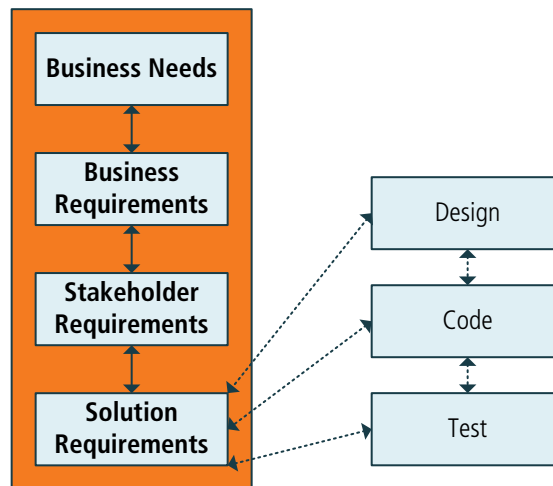 Business Needs
Business
Requirements
Stakeholder
Requirements
Solution
Requirements
Design
Code
Test